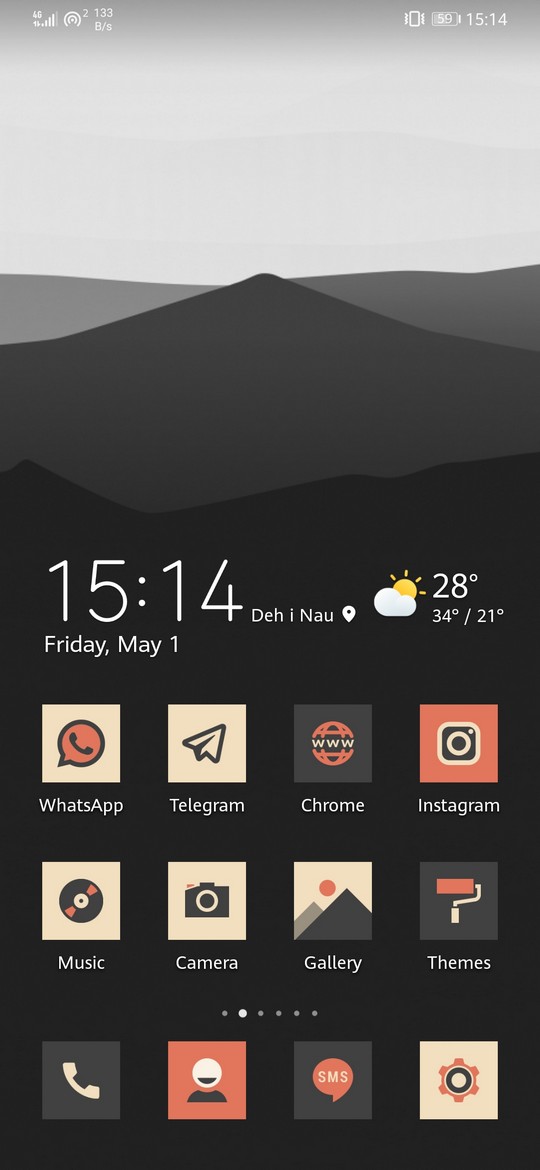 4G 2 133
B/s
59 15:14
15:14
Deh i Nau
28°
34° / 21°
Friday, May 1
WhatsApp Telegram Chrome Instagram
WWW
Music Camera Gallery Themes
SMS